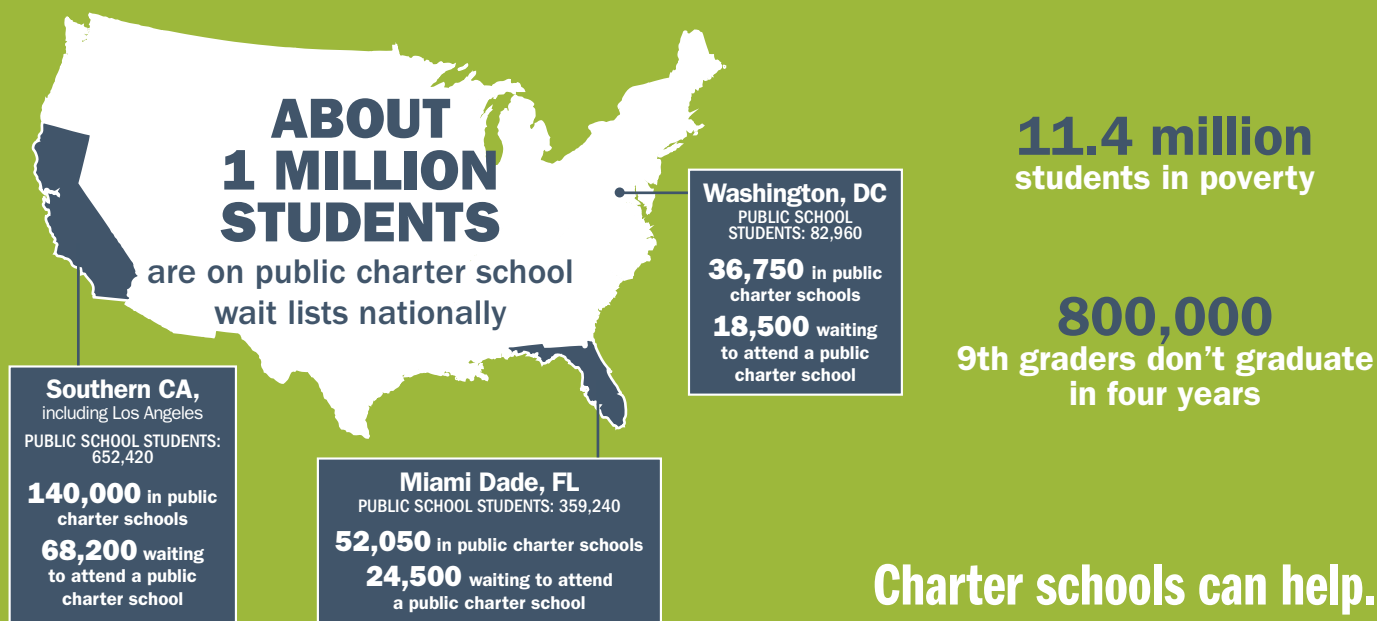 ABOUT
1 MILLION
STUDENTS
are on public charter school
wait lists nationally
Southern CA,
including Los Angeles
PUBLIC SCHOOL STUDENTS:
652,420
140,000 in public
charter schools
68,200 waiting
to attend a public
charter school
Miami Dade, FL
PUBLIC SCHOOL STUDENTS: 359,240
52,050 in public charter schools
24,500 waiting to attend
a public charter school
Washington, DC
PUBLIC SCHOOL
STUDENTS: 82,960
36,750 in public
charter schools
18,500 waiting
to attend a public
charter school
11.4 million
students in poverty
800,000
9th graders don’t graduate
in four years
Charter schools can help.